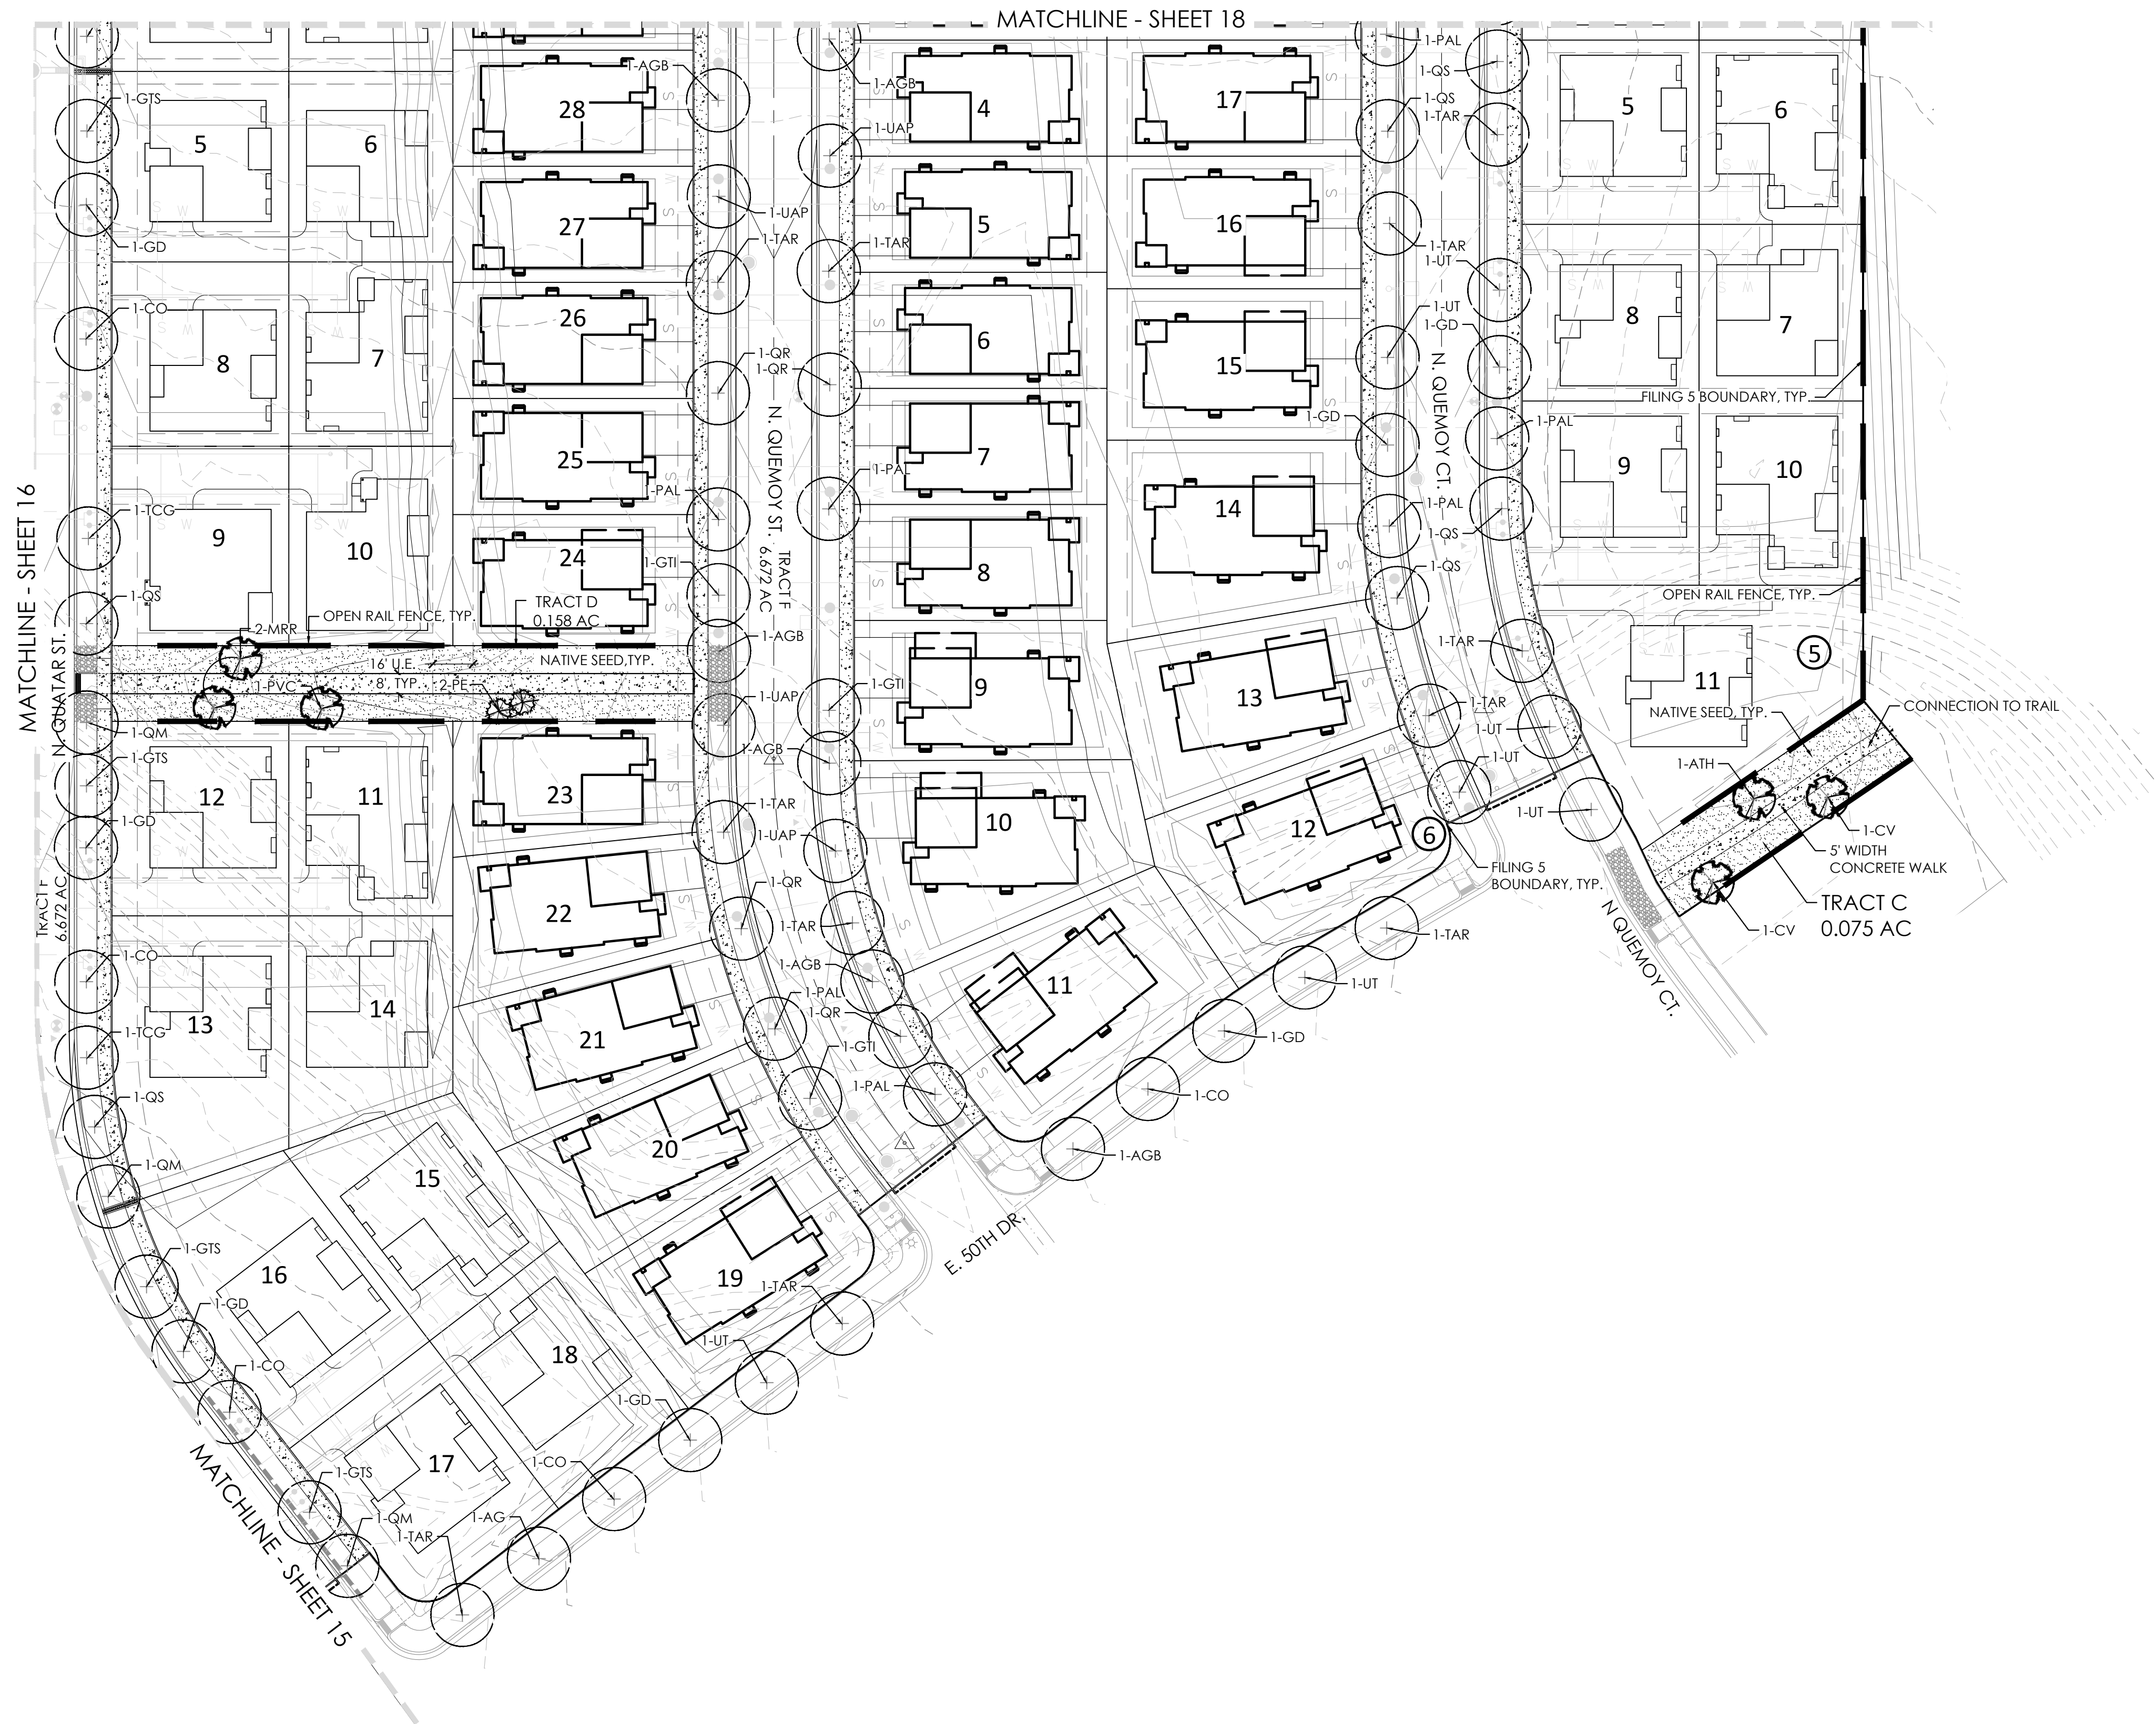 MATCHLINE - SHEET 18
MATCHLINE - SHEET 16
MATCHLINE - SHEET 15
N. QUATAR ST.
TRACT F
6.672 AC
1-GTS
1-GD
1-CO
1-TCG
1-QS
1-QM
1-GTS
1-GD
1-CO
1-TCG
1-QS
1-QM
1-GTS
1-GD
1-CO
1-GTS
1-QM
1-TAR
1-AG
1-CO
1-GD
1-UT
1-TAR
5
6
8
7
9
10
12
11
13
14
15
16
18
17
OPEN RAIL FENCE, TYP.
2-MRR
16' U.E.
8', TYP.
1-PVC
2-PE
NATIVE SEED,TYP.
TRACT D
0.158 AC
28
27
26
25
24
23
22
21
20
19
1-AGB
1-UAP
1-TAR
1-QR
1-PAL
1-GTI
1-AGB
1-UAP
1-TAR
1-QR
1-PAL
1-GTI
N. QUEMOY ST.
TRACT F
6.672 AC
1-AGB
1-UAP
1-TAR
1-QR
1-PAL
1-GTI
1-AGB
1-UAP
1-TAR
1-AGB
1-QR
1-PAL
4
5
6
7
8
9
10
11
17
16
15
14
13
12
6
E. 50TH DR.
1-AGB
1-CO
1-GD
1-UT
1-TAR
1-PAL
1-QS
1-TAR
1-UT
1-GD
1-PAL
1-QS
1-TAR
1-UT
N. QUEMOY CT.
1-QS
1-TAR
1-UT
1-GD
1-PAL
1-QS
1-TAR
1-UT
1-UT
FILING 5
BOUNDARY, TYP.
N QUEMOY CT.
5
6
8
7
FILING 5 BOUNDARY, TYP.
9
10
OPEN RAIL FENCE, TYP.
11
5
NATIVE SEED, TYP.
CONNECTION TO TRAIL
1-ATH
1-CV
5' WIDTH
CONCRETE WALK
TRACT C
0.075 AC
1-CV